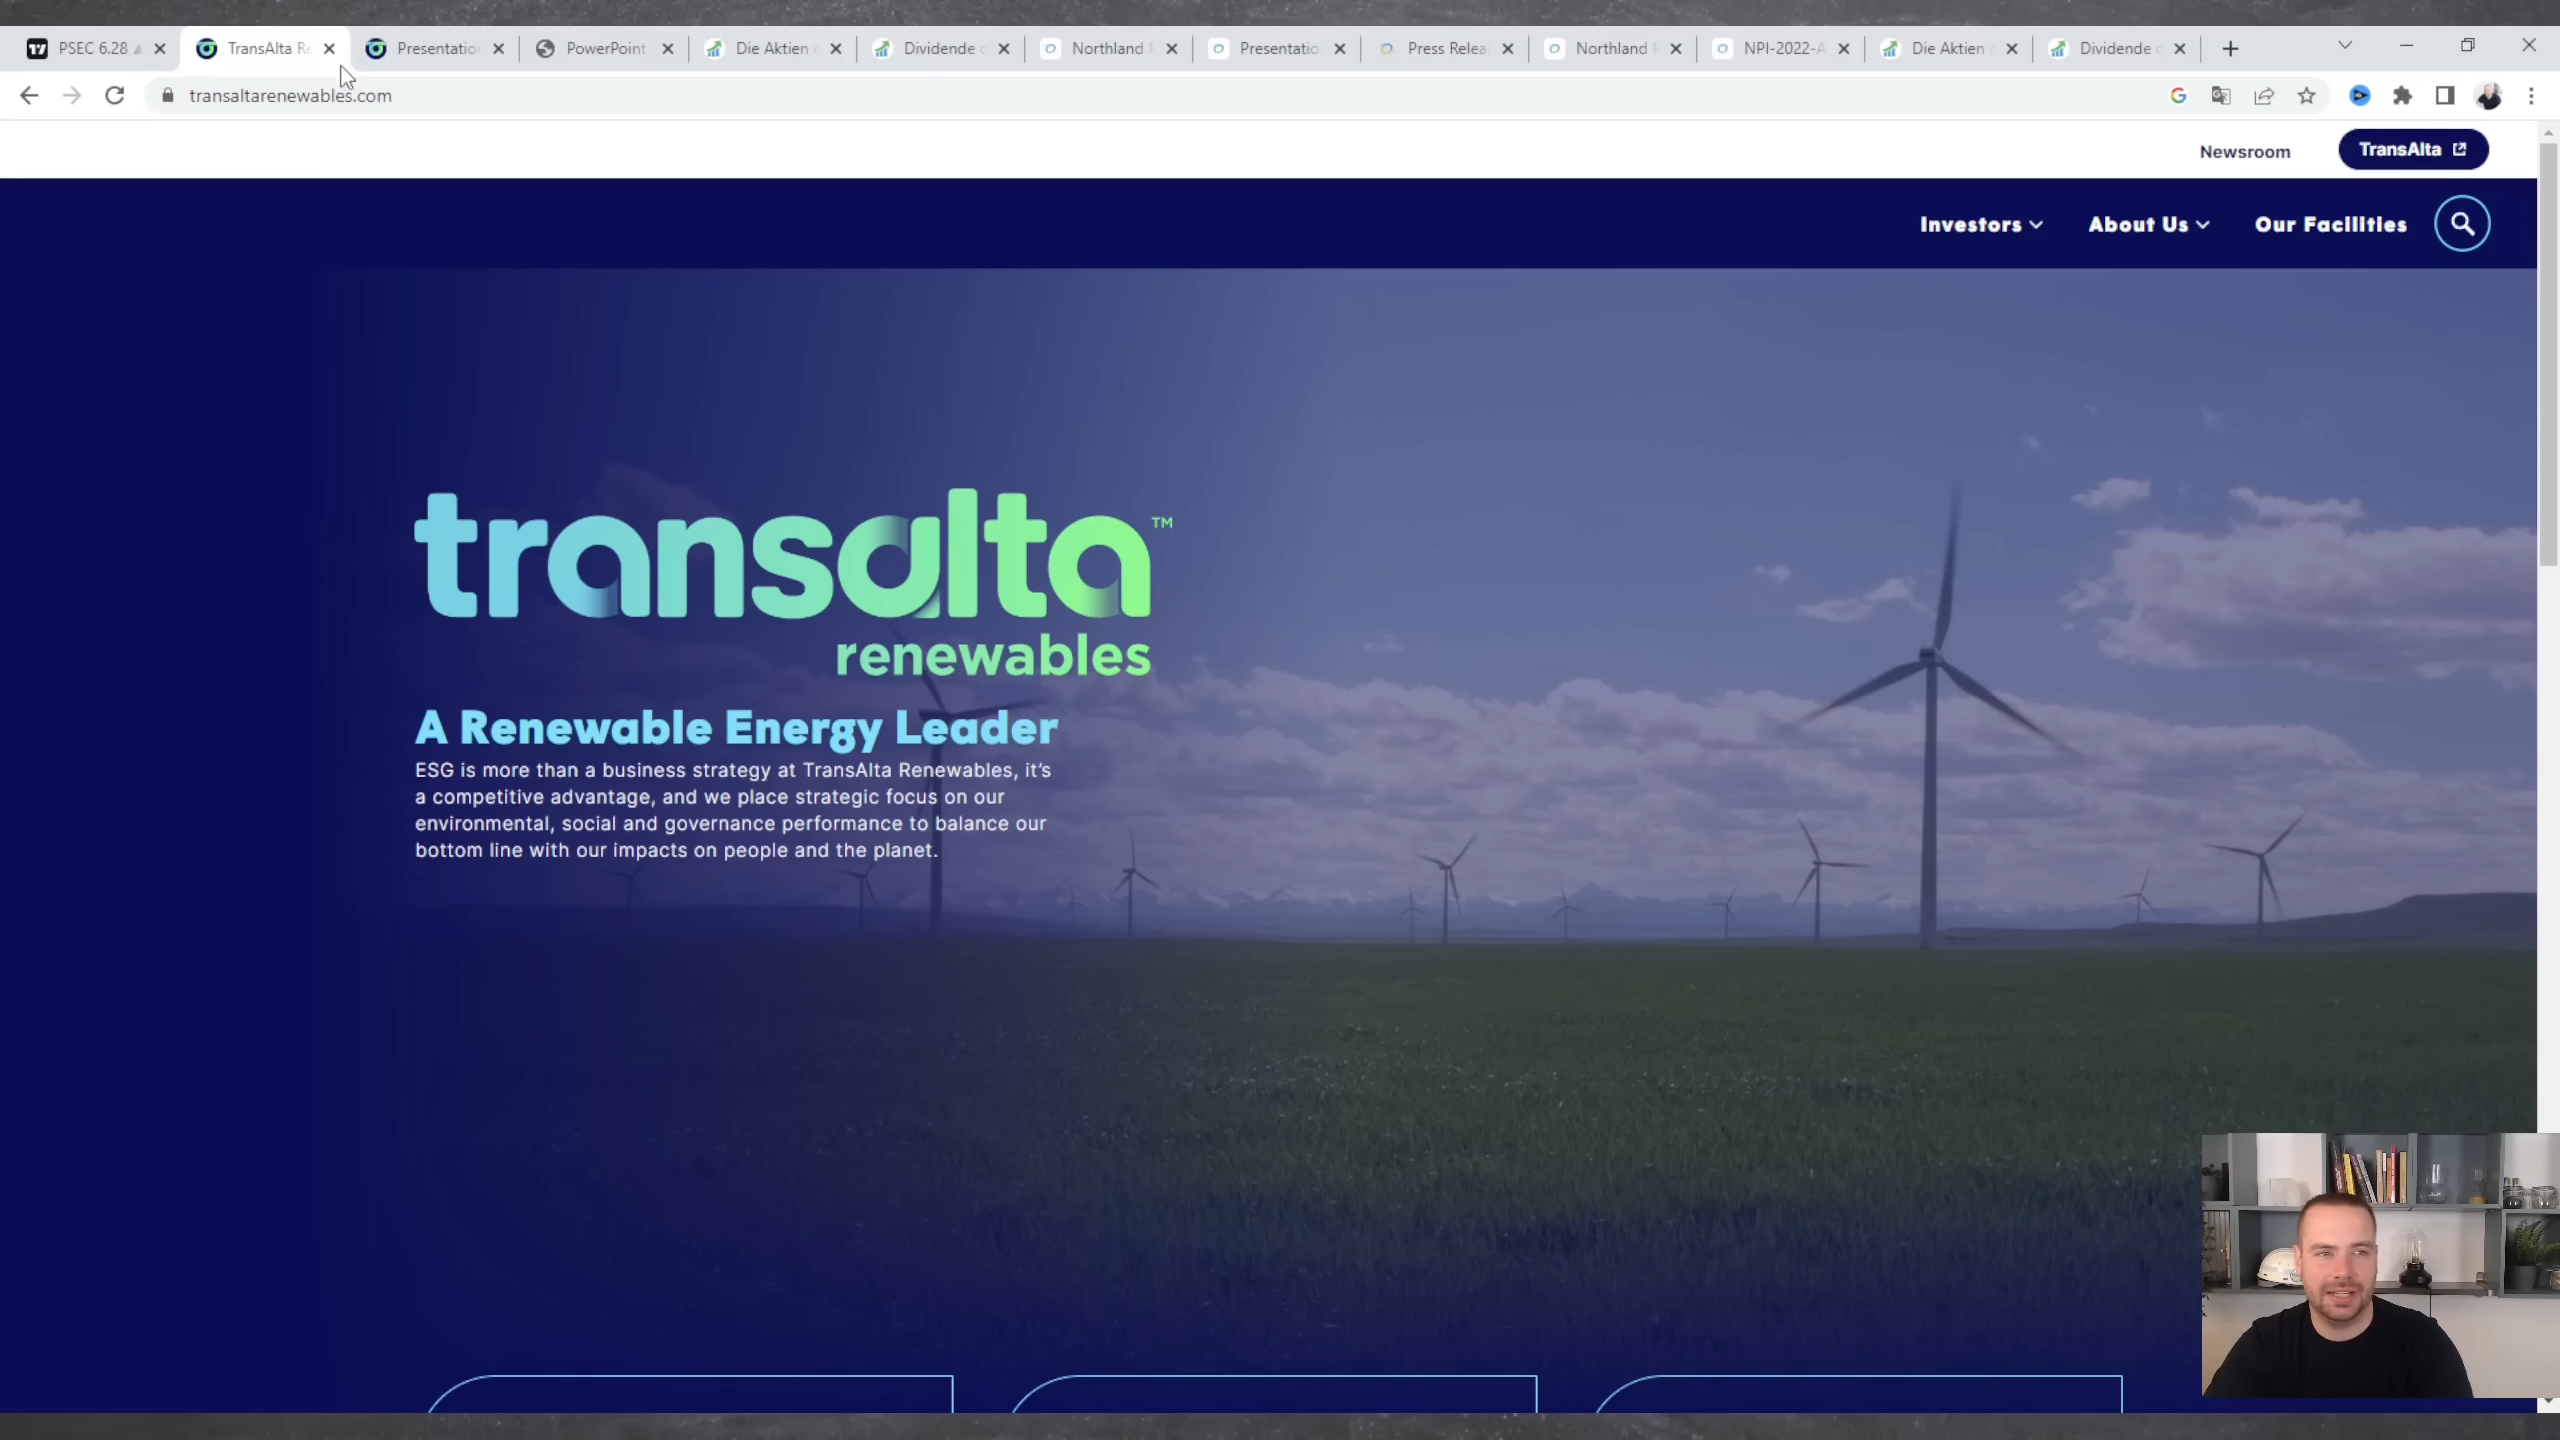 PSEC 6.28
TransAlta Re
Presentatio
PowerPoint
Die Aktien
Dividende
Northland
Presentatio
Press Relea
Northland
NPI-2022-A
Die Aktien
Dividende
transaltarenewables.com
Newsroom
TransAlta
Investors
About Us
Our Facilities
transalta™
renewables
A Renewable Energy Leader
ESG is more than a business strategy at TransAlta Renewables, it's
a competitive advantage, and we place strategic focus on our
environmental, social and governance performance to balance our
bottom line with our impacts on people and the planet.